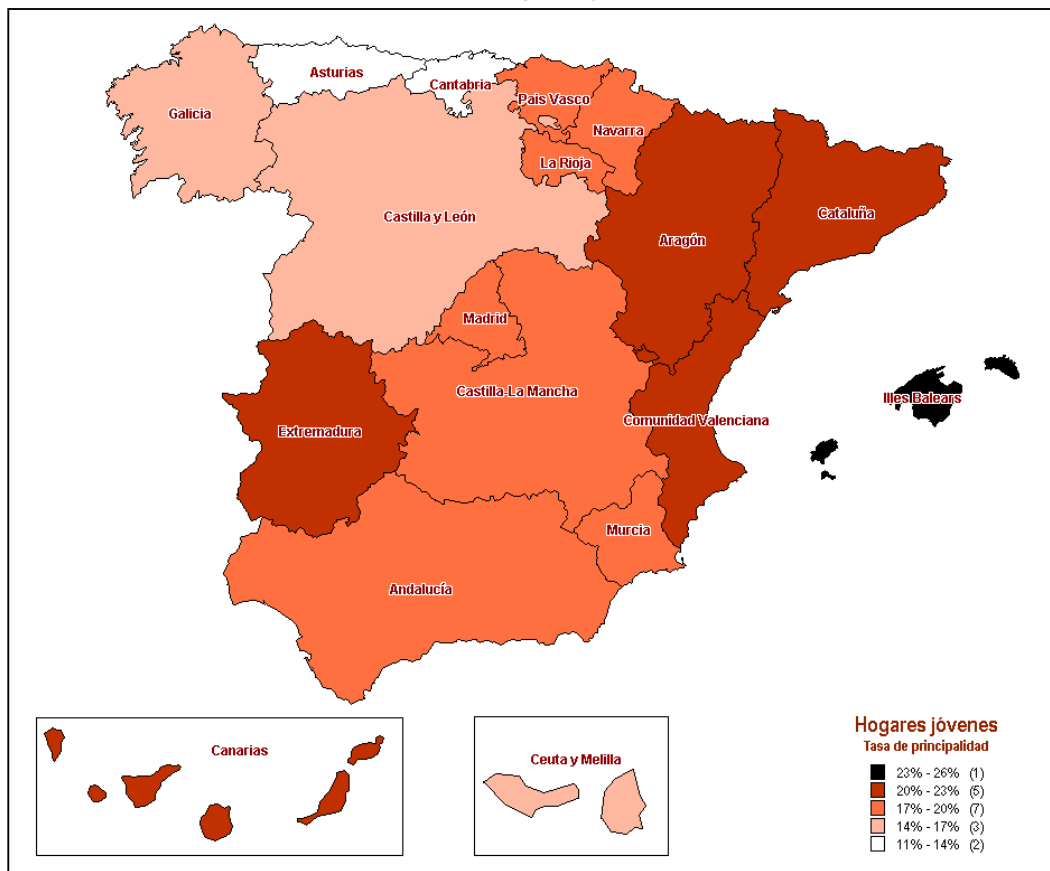 Asturias
Cantabria
Pais Vasco
Galicia
Navarra
La Rioja
Castilla y León
Cataluña
Aragón
Madrid
Castilla-La Mancha
Illes Balears
Comunidad Valenciana
Extremadura
Murcia
Andalucía
Canarias
Ceuta y Melilla
Hogares jóvenes
Tasa de principalidad
23% - 26% (1)
20% - 23% (5)
17% - 20% (7)
14% - 17% (3)
11% - 14% (2)